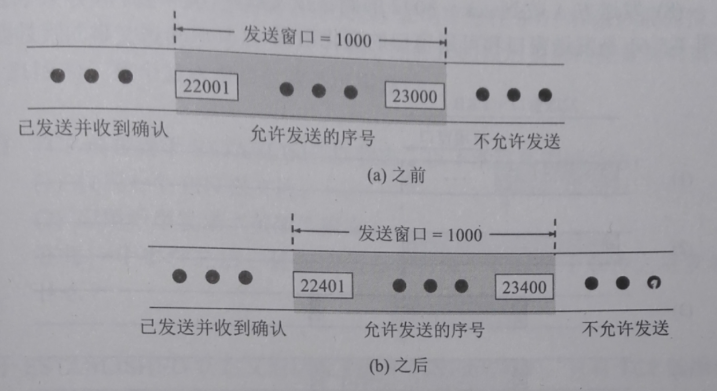 发送窗口 = 1000
22001 23000
已发送并收到确认 允许发送的序号 不允许发送
(a) 之前
发送窗口 = 1000
22401 23400
已发送并收到确认 允许发送的序号 不允许发送
(b) 之后